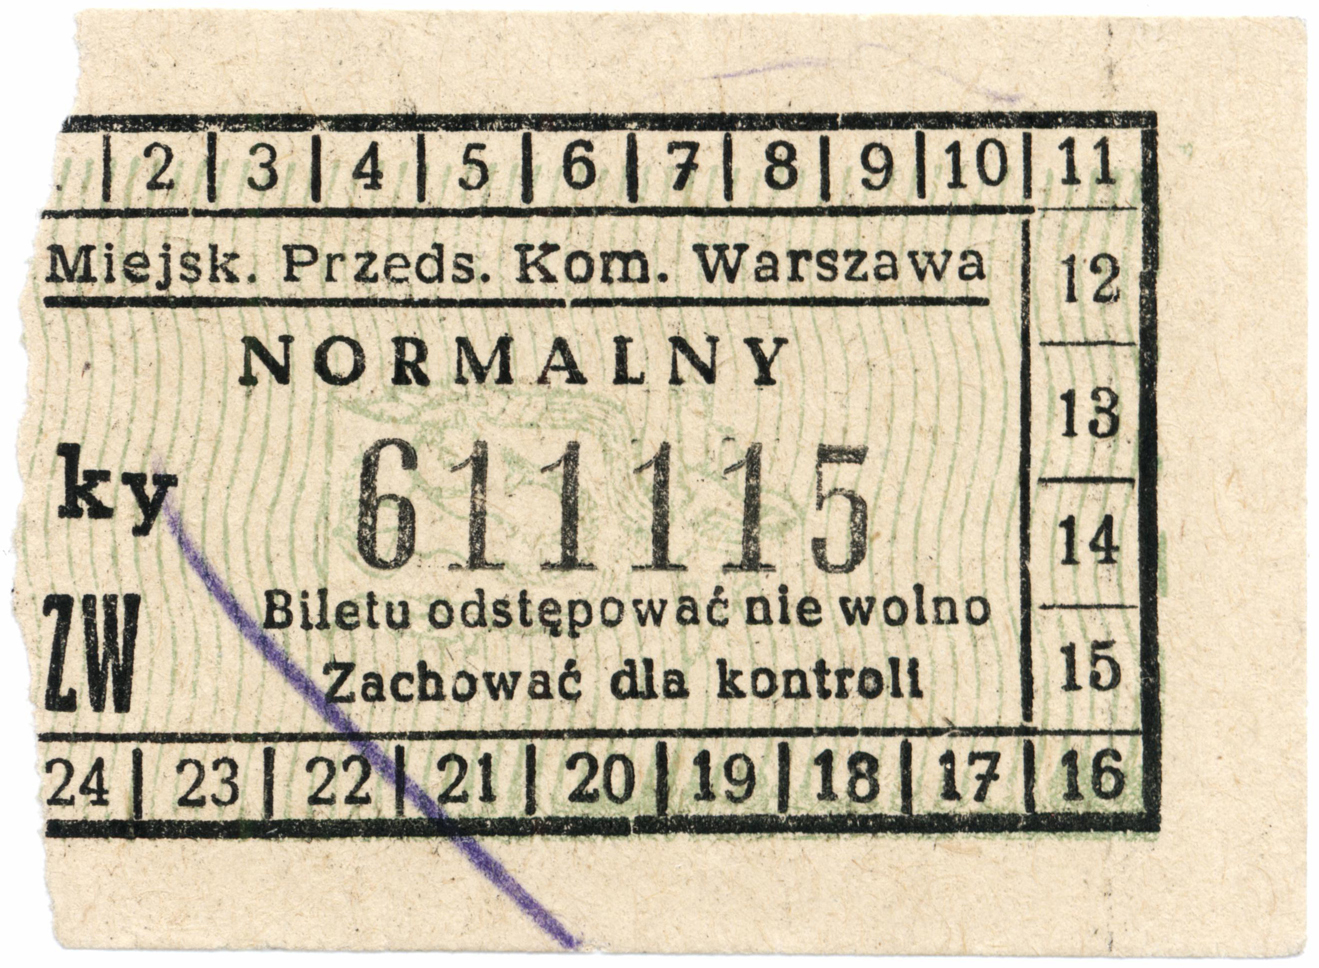 2 3 4 5 6 7 8 9 10 11
Miejsk. Przeds. Kom. Warszawa
12
NORMALNY
13
ky 611115
14
Biletu odstępować nie wolno
ZW
Zachować dla kontroli
15
24 23 22 21 20 19 18 17 16